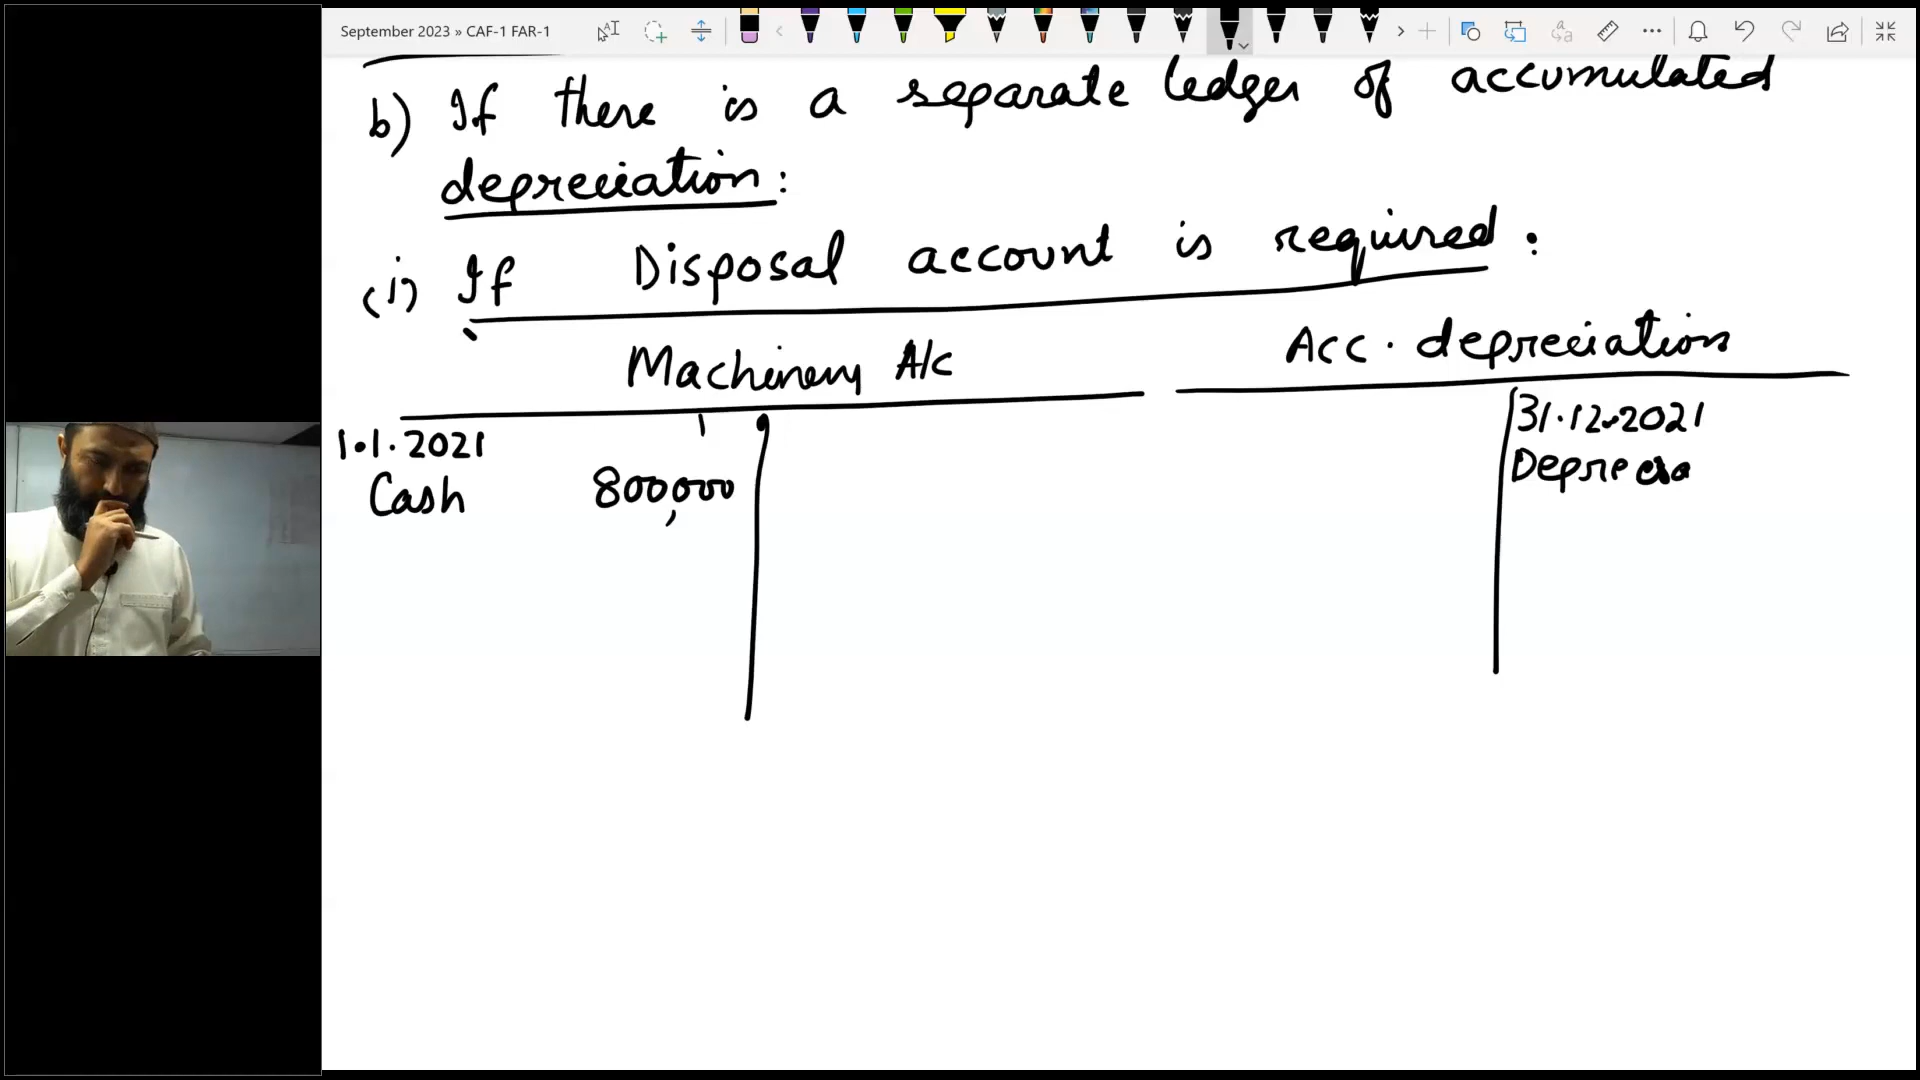 September 2023 » CAF-1 FAR-1
b) If there is a separate ledger of accumulated
depreciation:
(i) If Disposal account is required:
Machinery A/c
Acc. depreciation
1.1.2021
Cash 800,000
31.12.2021
Deprecia